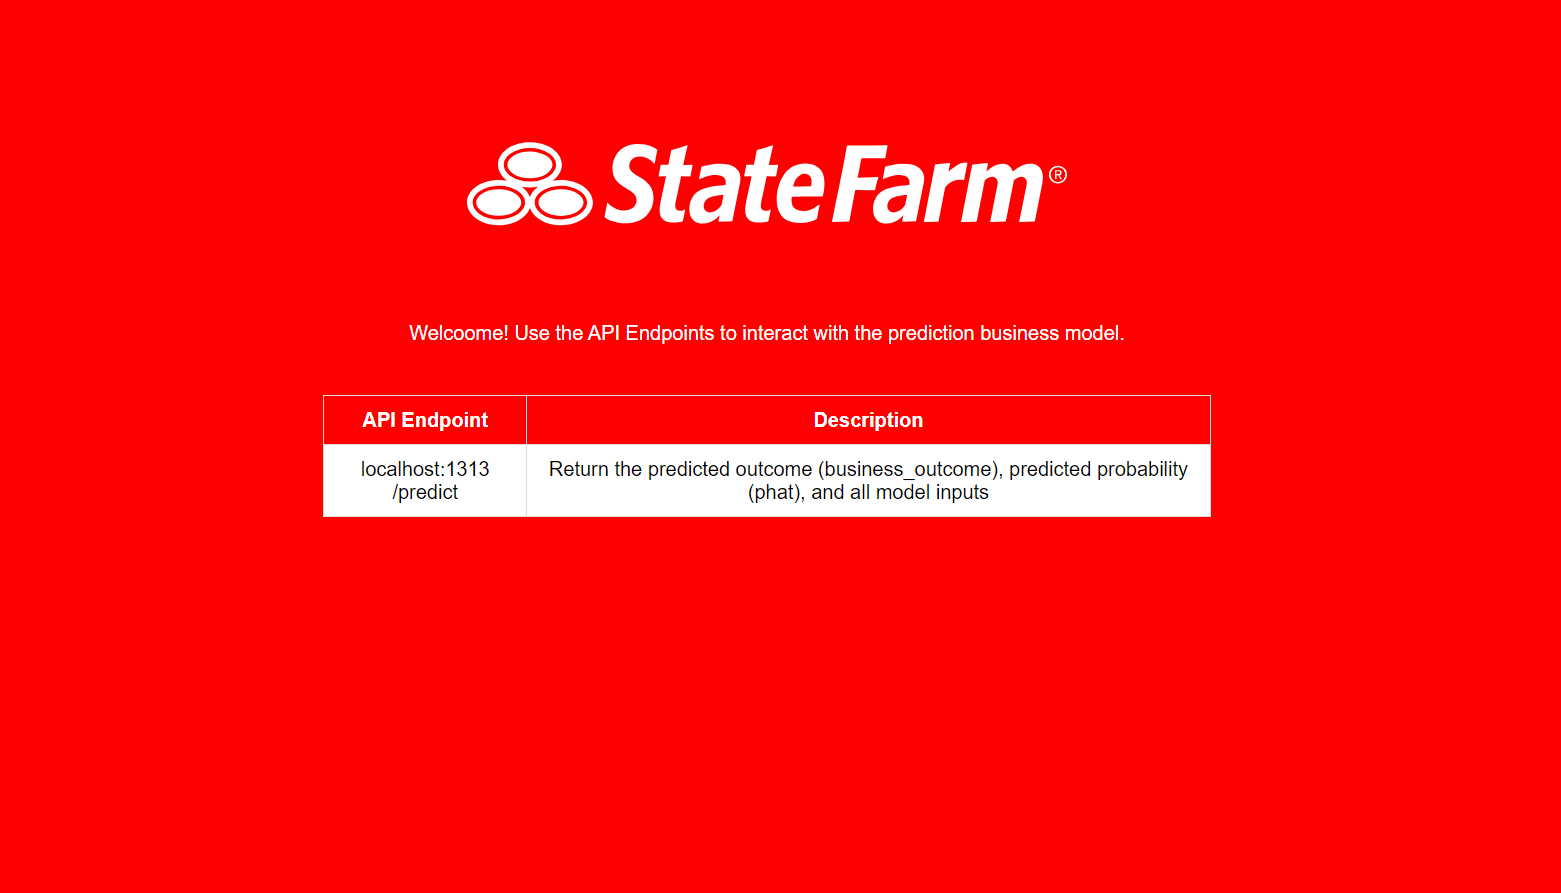 StateFarm®
Welcoome! Use the API Endpoints to interact with the prediction business model.
API Endpoint
Description
localhost:1313
/predict
Return the predicted outcome (business_outcome), predicted probability
(phat), and all model inputs